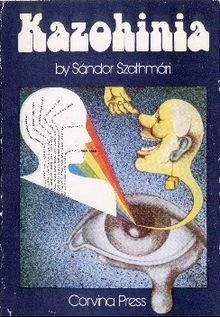 Kazohinia
by Sándor Szathmári
Corvina Press